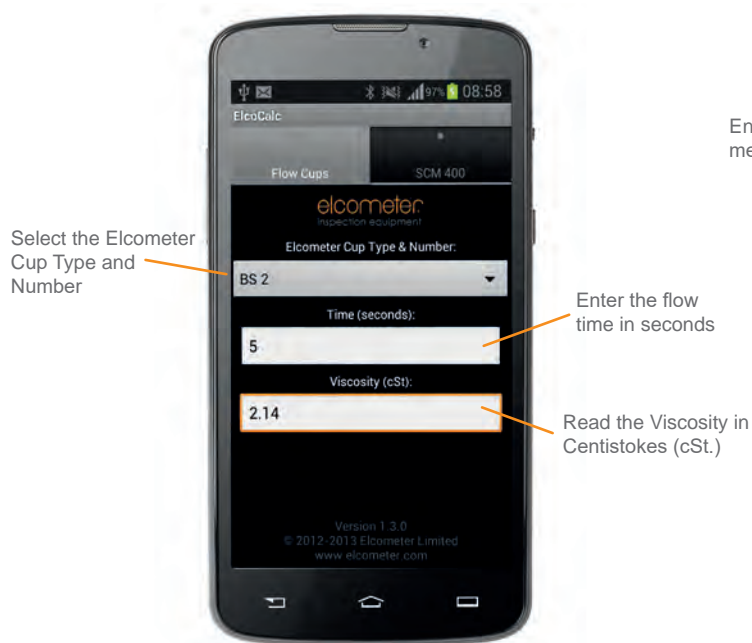 97% 08:58
ElcoCalc
Flow Cups SCM 400
elcometer
inspection equipment
Elcometer Cup Type & Number:
BS 2
Time (seconds):
5
Viscosity (cSt):
2.14
Version 1.3.0
© 2012-2013 Elcometer Limited
www.elcometer.com
Select the Elcometer
Cup Type and
Number
Enter the flow
time in seconds
Read the Viscosity in
Centistokes (cSt.)